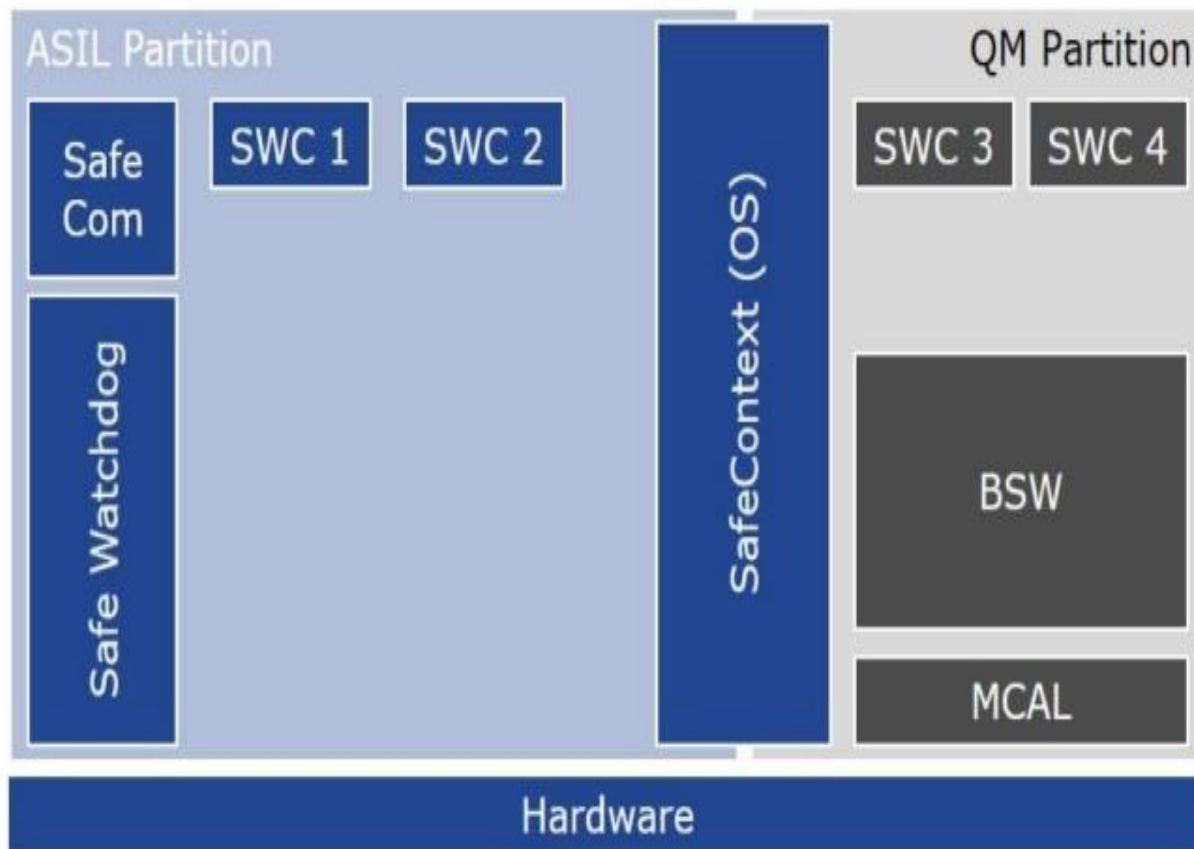 ASIL Partition
QM Partition
Safe
Com
SWC 1
SWC 2
SWC 3
SWC 4
Safe Watchdog
SafeContext (OS)
BSW
MCAL
Hardware